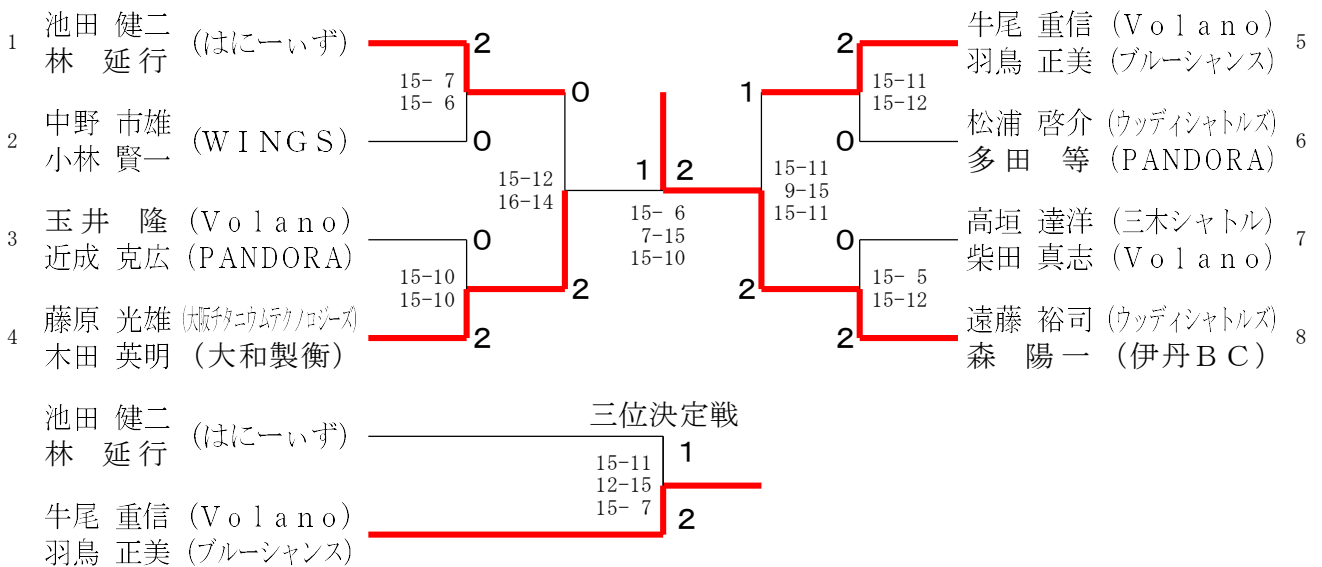 1
池田 健二 (はにーぃず)
林 延行
2
15- 7
15- 6
0
2
中野 市雄 (WINGS)
小林 賢一
0
15-12
16-14
3
玉井 隆 (Volano)
近成 克広 (PANDORA)
0
15-10
15-10
2
4
藤原 光雄 (大阪チタニウムテクノロジーズ)
木田 英明 (大和製衡)
2
1 2
15- 6
7-15
15-10
牛尾 重信 (Volano)
羽鳥 正美 (ブルーシャンス)
5
2
15-11
15-12
1
松浦 啓介 (ウッディシャトルズ)
多田 等 (PANDORA)
6
0
15-11
9-15
15-11
高垣 達洋 (三木シャトル)
柴田 真志 (Volano)
7
0
15- 5
15-12
2
遠藤 裕司 (ウッディシャトルズ)
森 陽一 (伊丹BC)
8
2
三位決定戦
池田 健二 (はにーぃず)
林 延行
1
15-11
12-15
15- 7
2
牛尾 重信 (Volano)
羽鳥 正美 (ブルーシャンス)